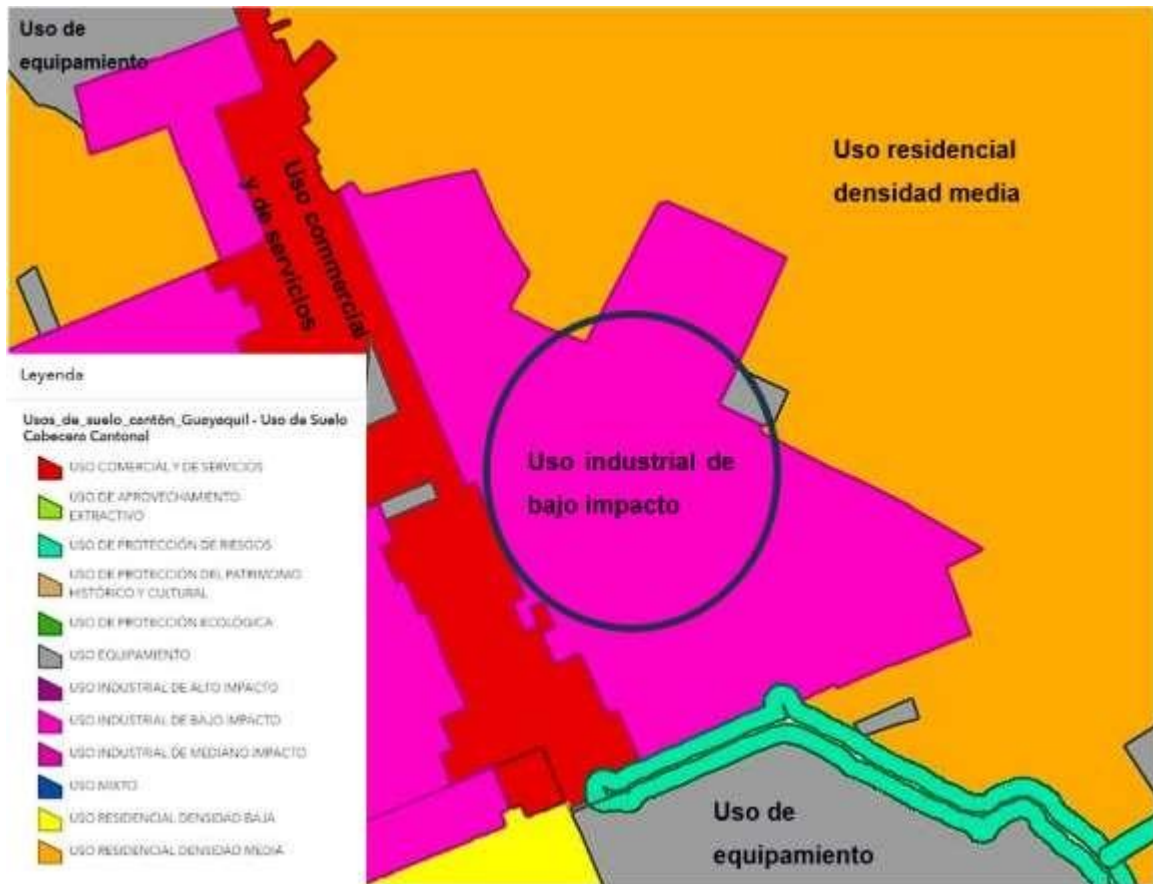 Uso de
equipamiento
Uso residencial
densidad media
Uso commercial
y de servicios
Uso industrial de
bajo impacto
Uso de
equipamiento
Leyenda
Usos_de_suelo_cantón_Guayaquil - Uso de Suelo
Cabecera Cantonal
USO COMERCIAL Y DE SERVICIOS
USO DE APROVECHAMIENTO
EXTRACTIVO
USO DE PROTECCIÓN DE RIESGOS
USO DE PROTECCIÓN DEL PATRIMONIO
HISTÓRICO Y CULTURAL
USO DE PROTECCIÓN ECOLÓGICA
USO EQUIPAMIENTO
USO INDUSTRIAL DE ALTO IMPACTO
USO INDUSTRIAL DE BAJO IMPACTO
USO INDUSTRIAL DE MEDIANO IMPACTO
USO MIXTO
USO RESIDENCIAL DENSIDAD BAJA
USO RESIDENCIAL DENSIDAD MEDIA